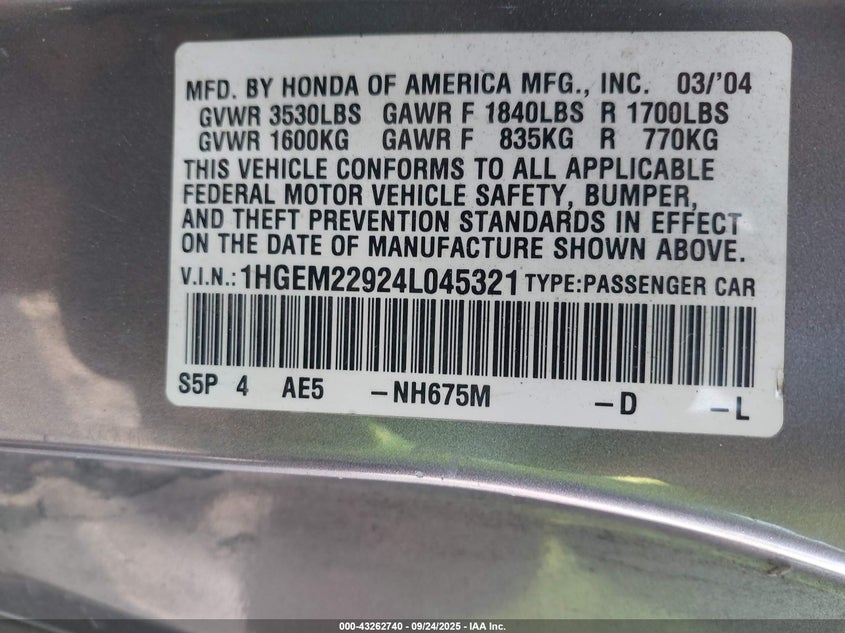 MFD. BY HONDA OF AMERICA MFG., INC. 03/'04
GVWR 3530LBS GAWR F 1840LBS R 1700LBS
GVWR 1600KG GAWR F 835KG R 770KG
THIS VEHICLE CONFORMS TO ALL APPLICABLE
FEDERAL MOTOR VEHICLE SAFETY, BUMPER,
AND THEFT PREVENTION STANDARDS IN EFFECT
ON THE DATE OF MANUFACTURE SHOWN ABOVE.
V.I.N.: 1HGEM22924L045321 TYPE:PASSENGER CAR
S5P 4 AE5 -NH675M -D -L
000-43262740 - 09/24/2025 - IAA Inc.